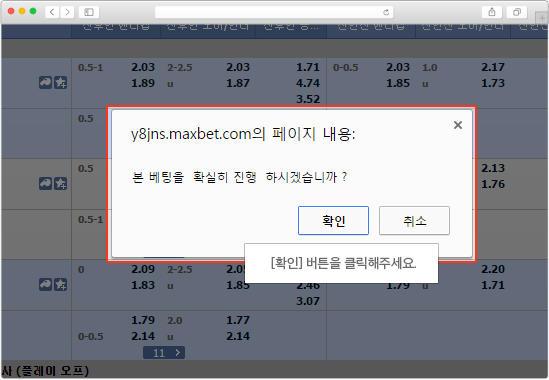 0.5-1 2.03 2-2.5 2.03 1.71 0-0.5 2.03 1.0 2.17
1.89 u 1.87 4.74 1.85 u 1.73
3.52
0.5
y8jns.maxbet.com의 페이지 내용:
본 베팅을 확실히 진행 하시겠습니까 ?
0.5 2.13
1.76
확인 취소
0.5-1
[확인] 버튼을 클릭해주세요.
0 2.09 2-2.5 2.20
1.83 u 1.85 2.46 1.79 u 1.71
3.07
1.79 2.0 1.77
0-0.5 2.14 u 2.14
11 >
사 (플레이 오프)